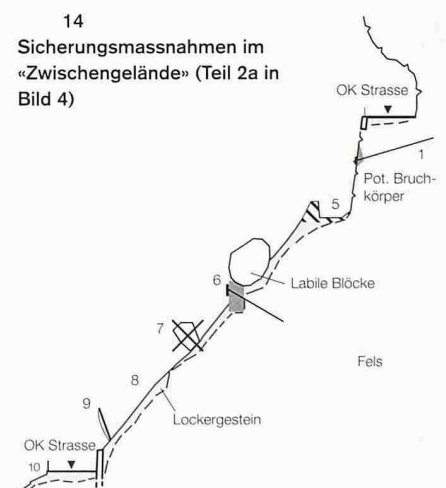 14
Sicherungsmassnahmen im
«Zwischengelände» (Teil 2a in
Bild 4)
OK Strasse
1
Pot. Bruch-
körper
5
Labile Blöcke
6
7
Fels
8
9
Lockergestein
OK Strasse
10